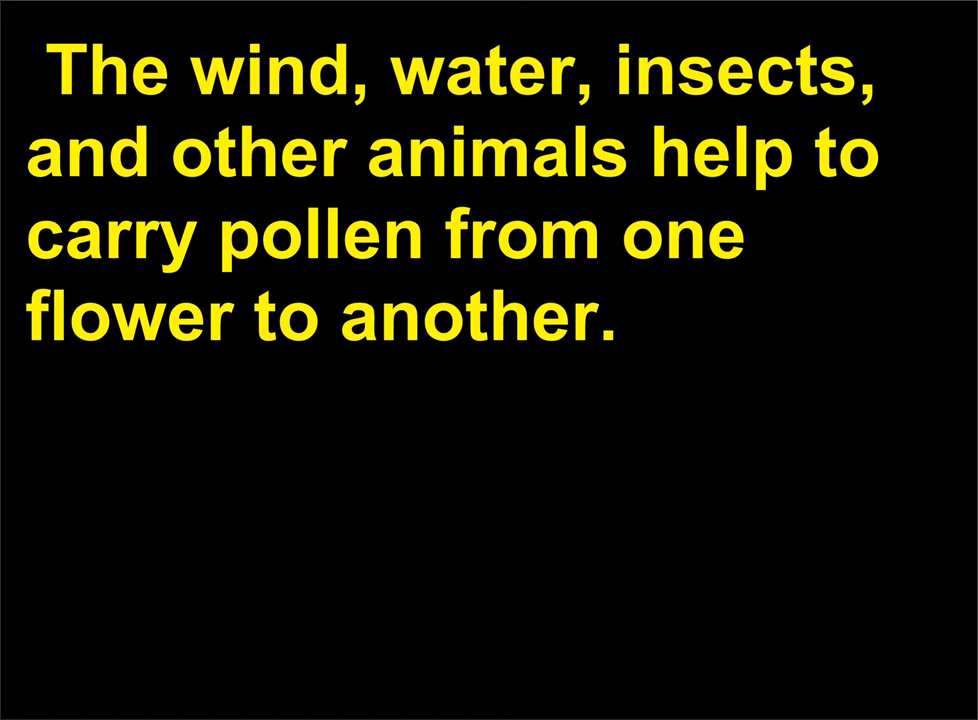 The wind, water, insects,
and other animals help to
carry pollen from one
flower to another.